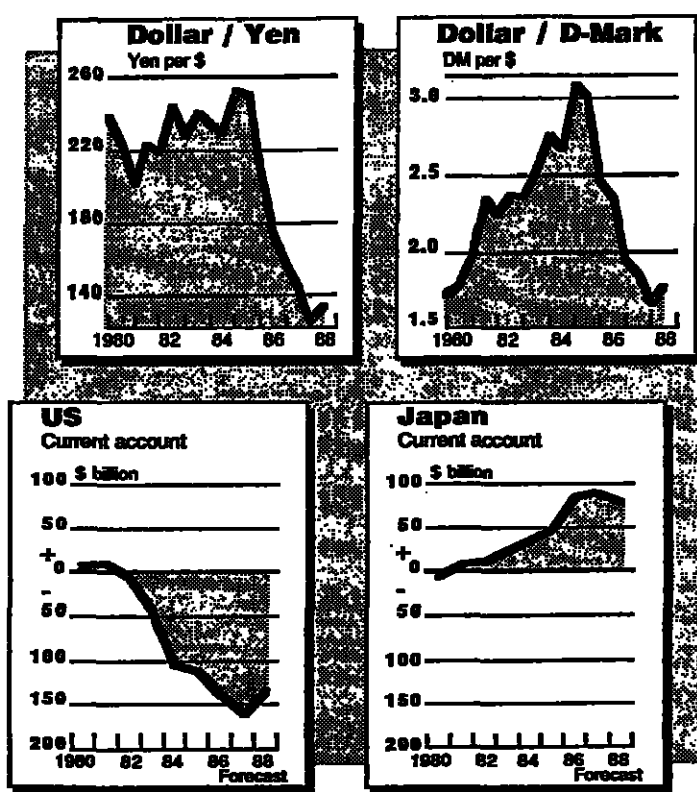 Dollar / Yen
Yen per $
260
220
180
140
1980 82 84 86 88
Dollar / D-Mark
DM per $
3.0
2.5
2.0
1.5
1980 82 84 86 88
US
Current account
$ billion
100
50
+
0
-
50
100
150
200
1980 82 84 86 88
Forecast
Japan
Current account
$ billion
100
50
+
0
-
50
100
150
200
1980 82 84 86 88
Forecast